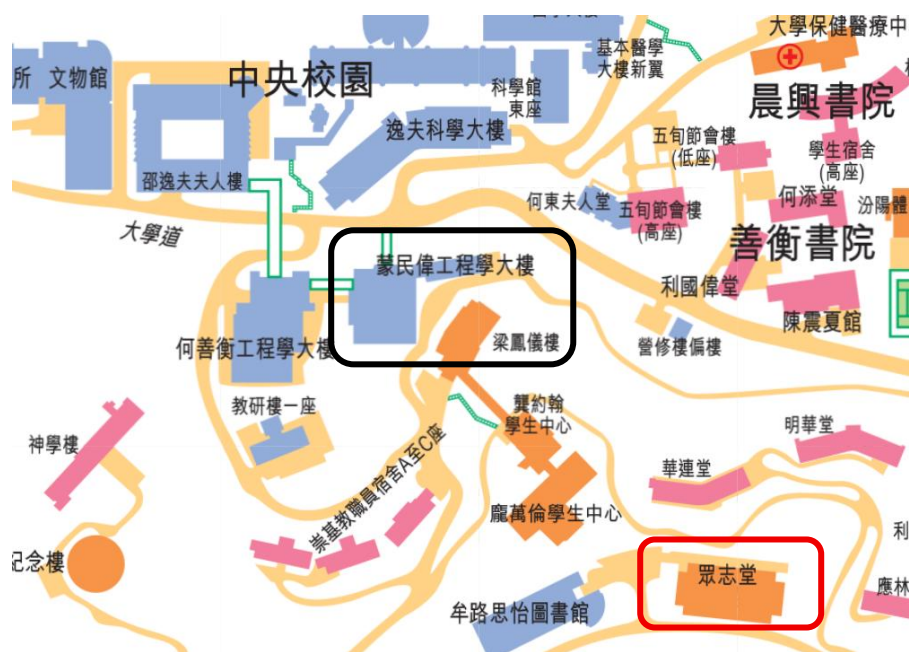 大學保健醫療中
基本醫學
大樓新翼
所 文物館
中央校園
科學館
東座
晨興書院
逸夫科學大樓
五旬節會樓
(低座)
學生宿舍
(高座)
邵逸夫夫人樓
何東夫人堂
五旬節會樓
(高座)
何添堂
汾陽體
大學道
善衡書院
蒙民偉工程學大樓
利國偉堂
陳震夏館
何善衡工程學大樓
梁鳳儀樓
營修樓偏樓
教研樓一座
龔約翰
學生中心
明華堂
神學樓
崇基教職員宿舍A至C座
華連堂
龐萬倫學生中心
利
紀念樓
眾志堂
應林
牟路思怡圖書館